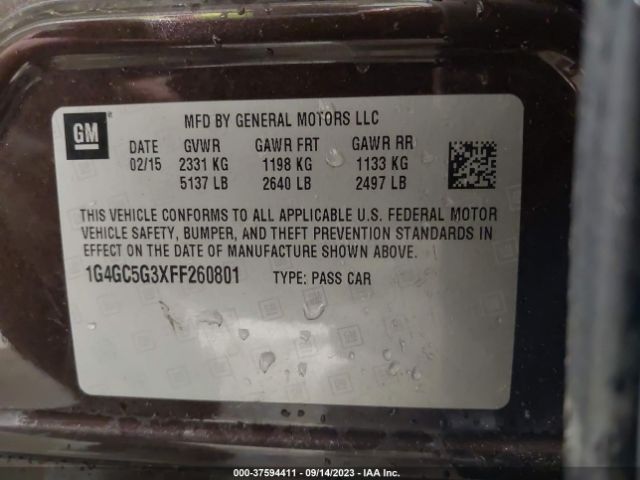 GM
MFD BY GENERAL MOTORS LLC
DATE GVWR GAWR FRT GAWR RR
02/15 2331 KG 1198 KG 1133 KG
5137 LB 2640 LB 2497 LB
THIS VEHICLE CONFORMS TO ALL APPLICABLE U.S. FEDERAL MOTOR
VEHICLE SAFETY, BUMPER, AND THEFT PREVENTION STANDARDS IN
EFFECT ON THE DATE OF MANUFACTURE SHOWN ABOVE.
1G4GC5G3XFF260801 TYPE: PASS CAR
000-37594411 - 09/14/2023 - IAA Inc.